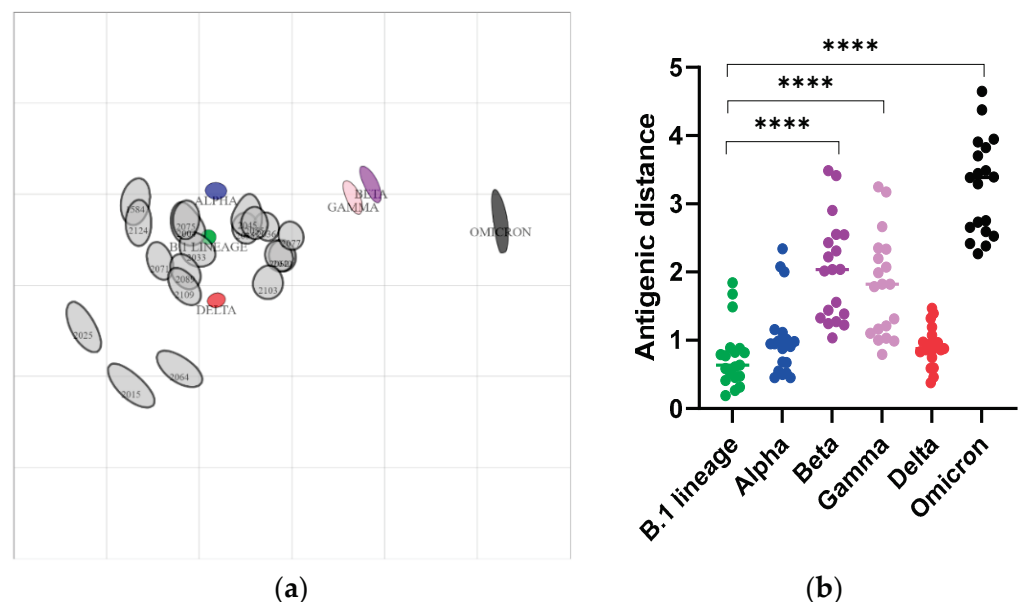 ALPHA
BETA
GAMMA
OMICRON
B.1 LINEAGE
DELTA
2124
2075
2033
2071
2089
2109
2103
2077
2025
2015
2064
(a)
****
****
****
Antigenic distance
5
4
3
2
1
0
B.1 lineage
Alpha
Beta
Gamma
Delta
Omicron
(b)